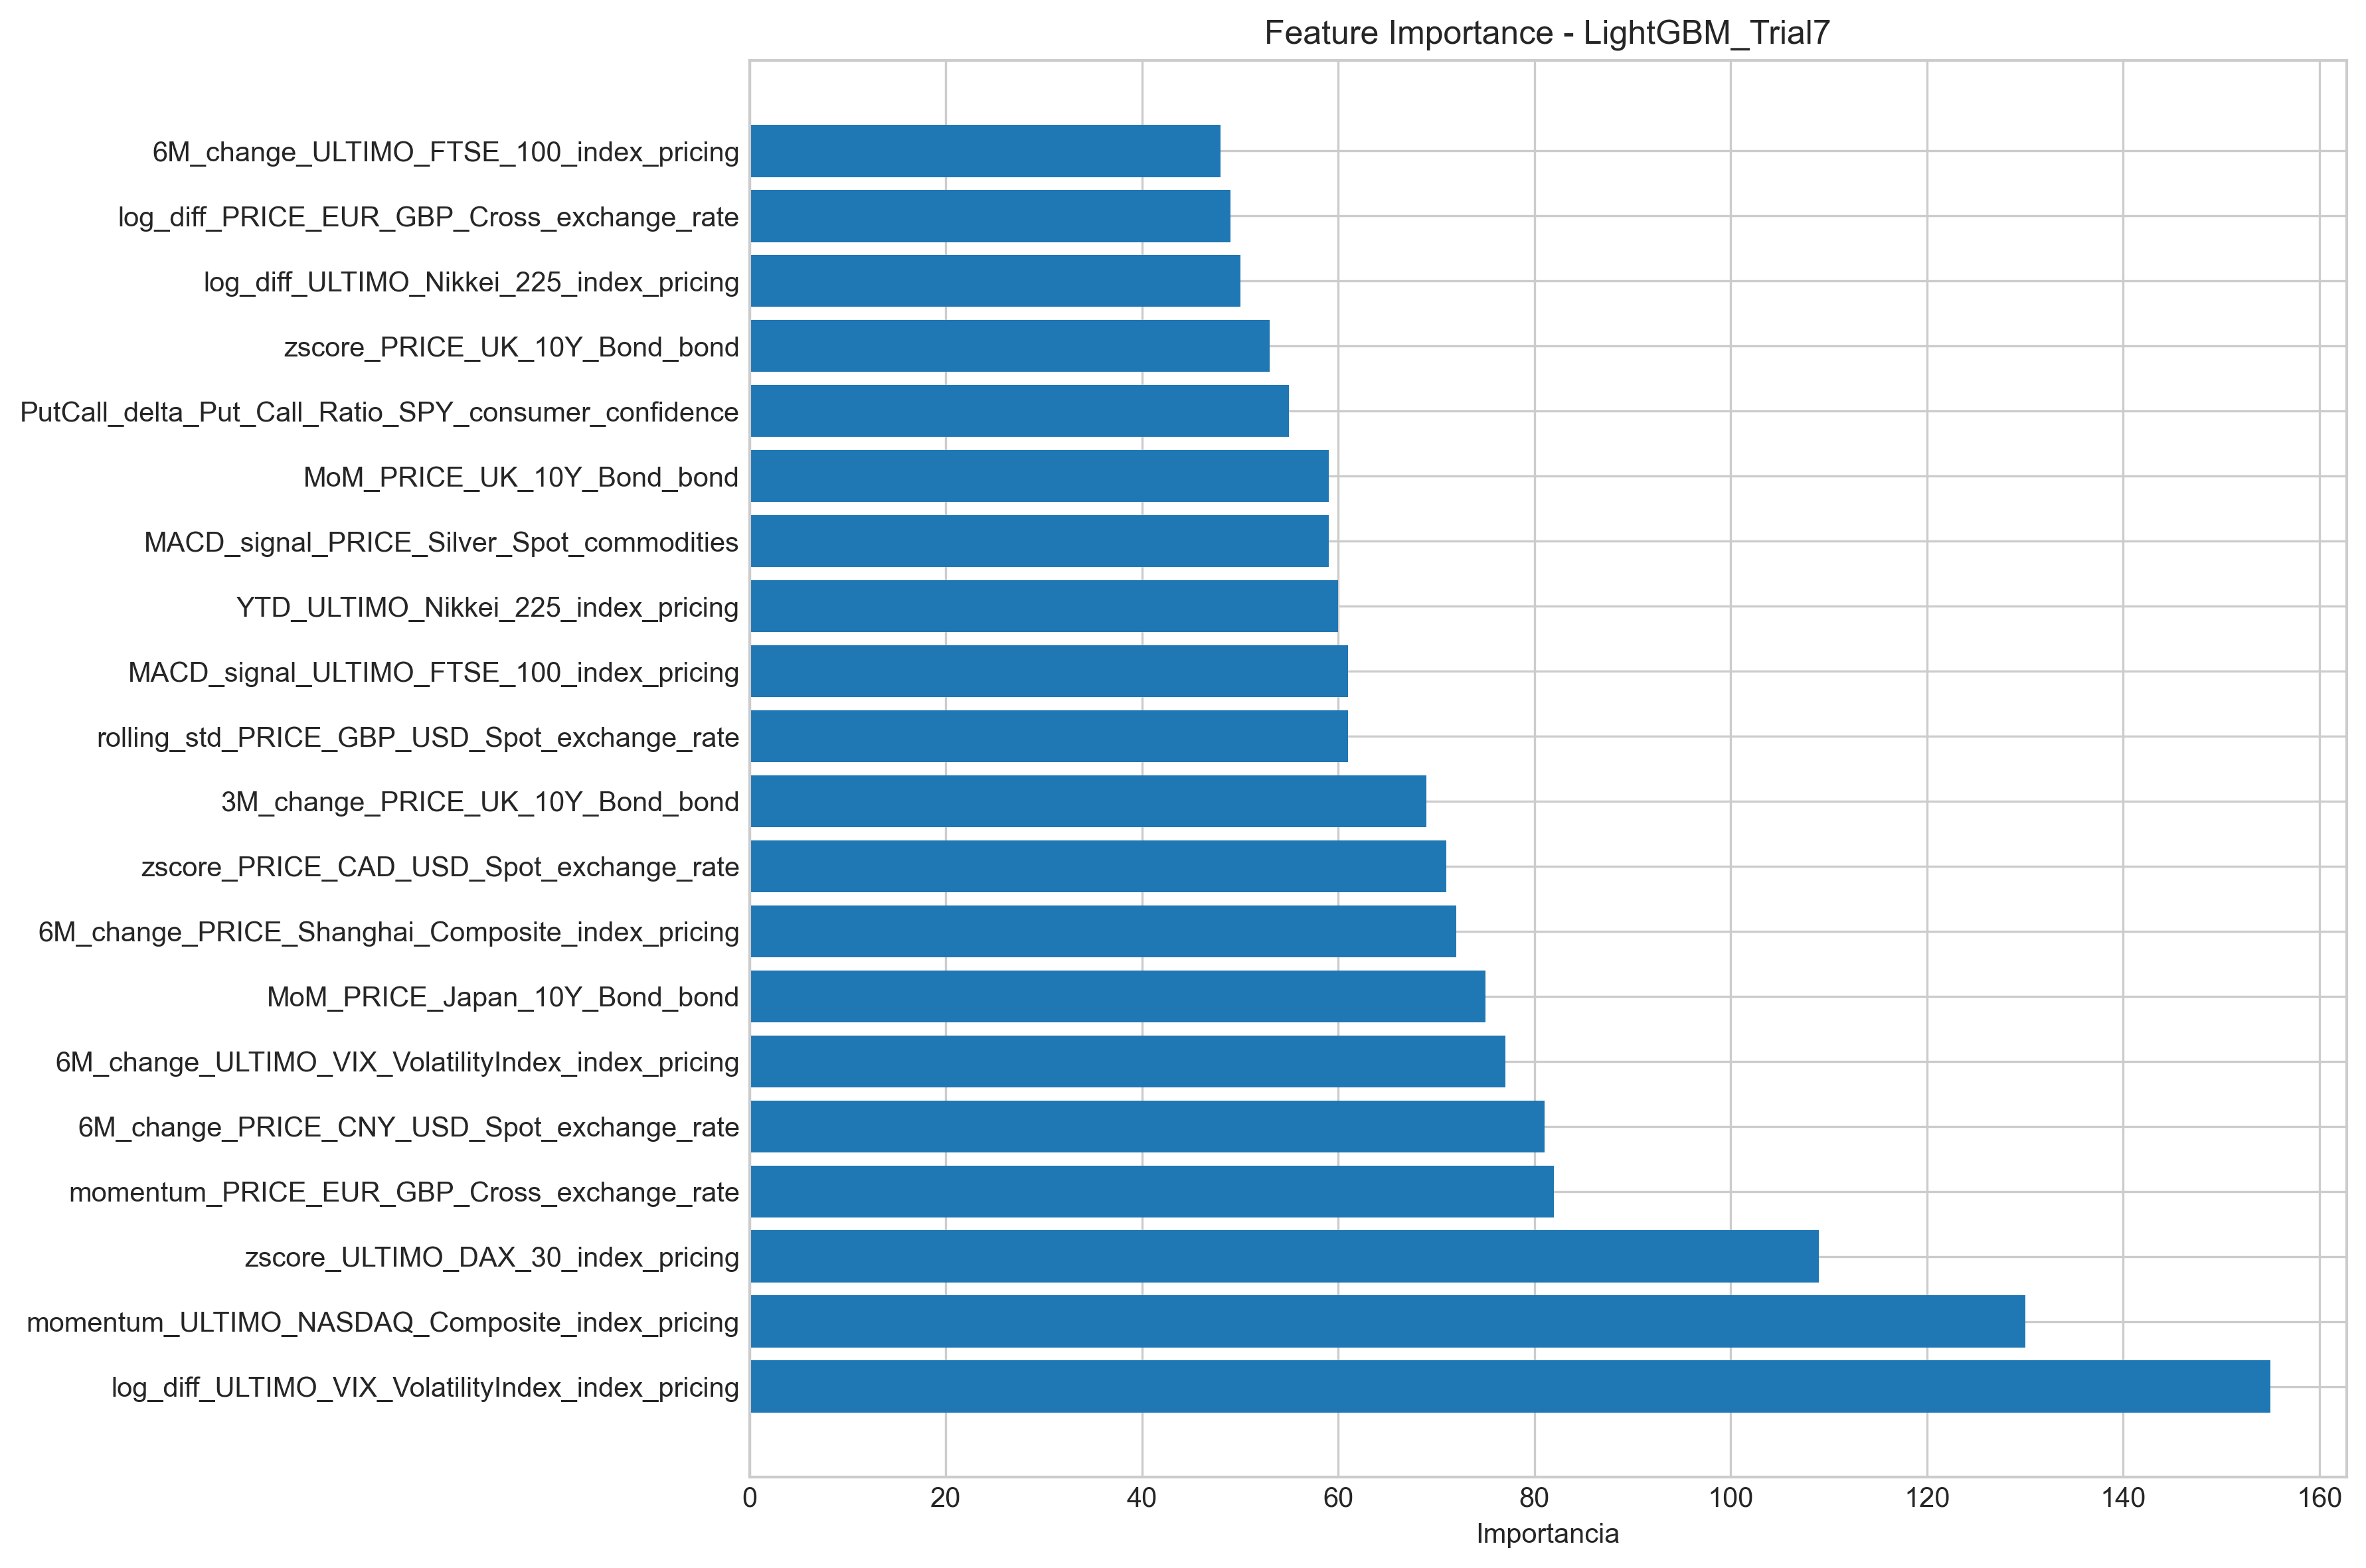 Feature Importance - LightGBM_Trial7
6M_change_ULTIMO_FTSE_100_index_pricing
log_diff_PRICE_EUR_GBP_Cross_exchange_rate
log_diff_ULTIMO_Nikkei_225_index_pricing
zscore_PRICE_UK_10Y_Bond_bond
PutCall_delta_Put_Call_Ratio_SPY_consumer_confidence
MoM_PRICE_UK_10Y_Bond_bond
MACD_signal_PRICE_Silver_Spot_commodities
YTD_ULTIMO_Nikkei_225_index_pricing
MACD_signal_ULTIMO_FTSE_100_index_pricing
rolling_std_PRICE_GBP_USD_Spot_exchange_rate
3M_change_PRICE_UK_10Y_Bond_bond
zscore_PRICE_CAD_USD_Spot_exchange_rate
6M_change_PRICE_Shanghai_Composite_index_pricing
MoM_PRICE_Japan_10Y_Bond_bond
6M_change_ULTIMO_VIX_VolatilityIndex_index_pricing
6M_change_PRICE_CNY_USD_Spot_exchange_rate
momentum_PRICE_EUR_GBP_Cross_exchange_rate
zscore_ULTIMO_DAX_30_index_pricing
momentum_ULTIMO_NASDAQ_Composite_index_pricing
log_diff_ULTIMO_VIX_VolatilityIndex_index_pricing
0 20 40 60 80 100 120 140 160
Importancia